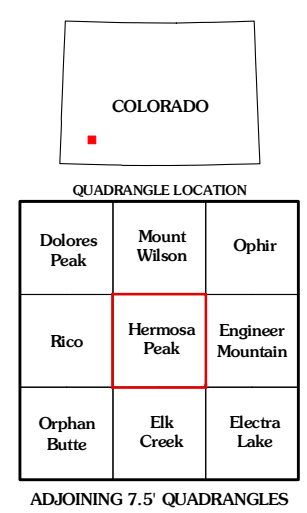 COLORADO
QUADRANGLE LOCATION
Dolores
Peak
Mount
Wilson
Ophir
Rico
Hermosa
Peak
Engineer
Mountain
Orphan
Butte
Elk
Creek
Electra
Lake
ADJOINING 7.5' QUADRANGLES